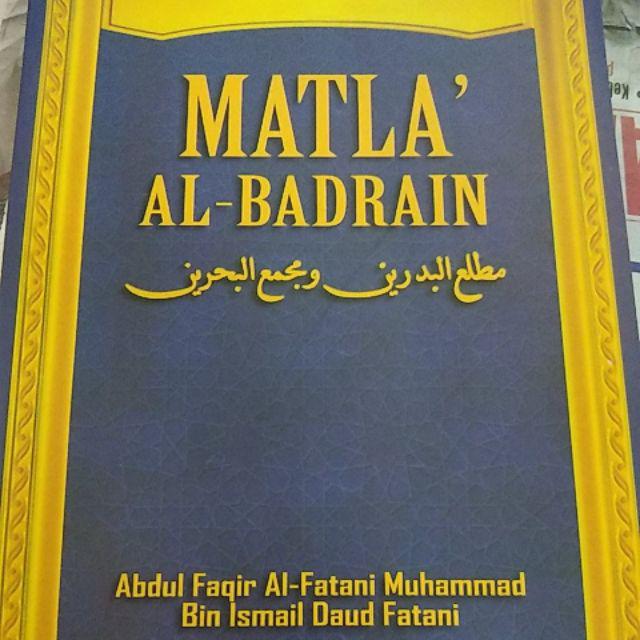 MATLA'
AL-BADRAIN
مطلع البدرين ومجمع البحرين
Abdul Faqir Al-Fatani Muhammad
Bin Ismail Daud Fatani